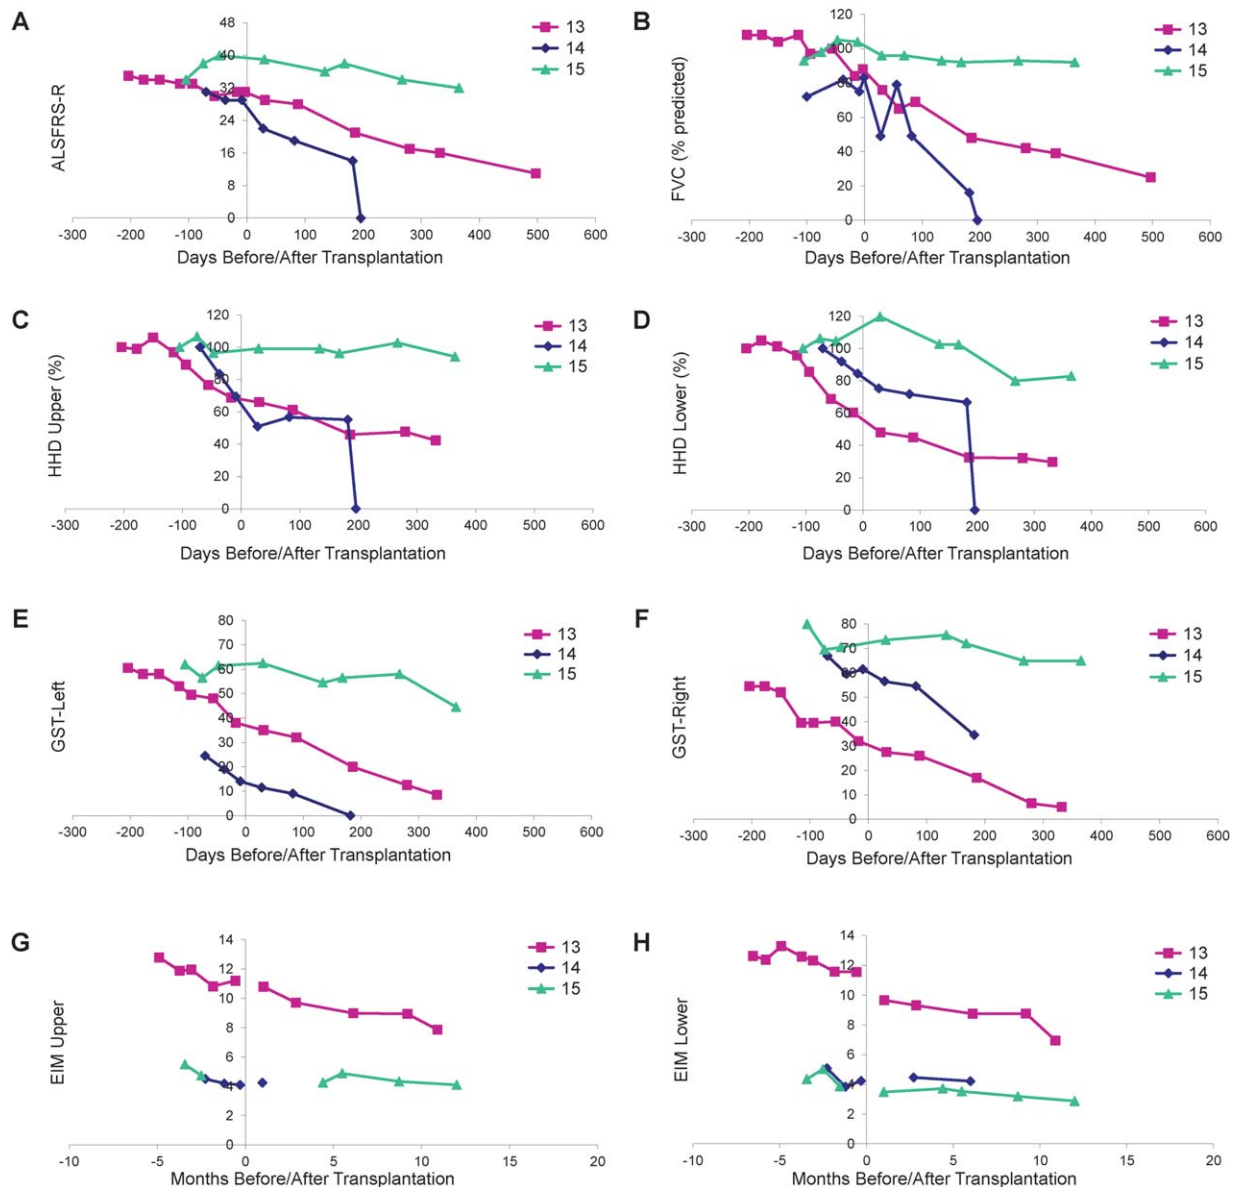 A
ALSFRS-R
48
40
32
24
16
8
0
-300 -200 -100 0 100 200 300 400 500 600
Days Before/After Transplantation
13
14
15
B
FVC (% predicted)
120
100
80
60
40
20
0
-300 -200 -100 0 100 200 300 400 500 600
Days Before/After Transplantation
13
14
15
C
HHD Upper (%)
120
100
80
60
40
20
0
-300 -200 -100 0 100 200 300 400 500 600
Days Before/After Transplantation
13
14
15
D
HHD Lower (%)
120
100
80
60
40
20
0
-300 -200 -100 0 100 200 300 400 500 600
Days Before/After Transplantation
13
14
15
E
GST-Left
80
70
60
50
40
30
20
10
0
-300 -200 -100 0 100 200 300 400 500 600
Days Before/After Transplantation
13
14
15
F
GST-Right
80
70
60
50
40
30
20
10
0
-300 -200 -100 0 100 200 300 400 500 600
Days Before/After Transplantation
13
14
15
G
EIM Upper
14
12
10
8
6
4
2
0
-10 -5 0 5 10 15 20
Months Before/After Transplantation
13
14
15
H
EIM Lower
14
12
10
8
6
4
2
0
-10 -5 0 5 10 15 20
Months Before/After Transplantation
13
14
15